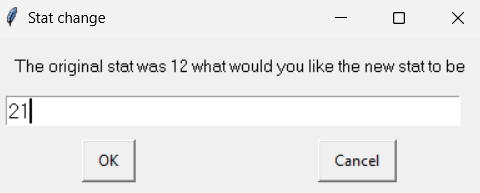 Stat change
The original stat was 12 what would you like the new stat to be
21
OK Cancel